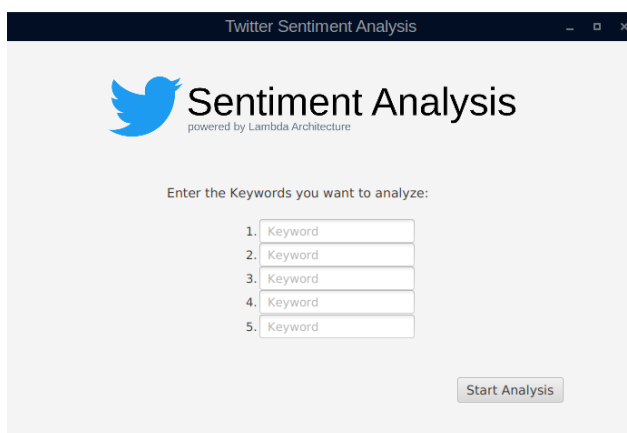 Twitter Sentiment Analysis
Sentiment Analysis
powered by Lambda Architecture
Enter the Keywords you want to analyze:
1. Keyword
2. Keyword
3. Keyword
4. Keyword
5. Keyword
Start Analysis